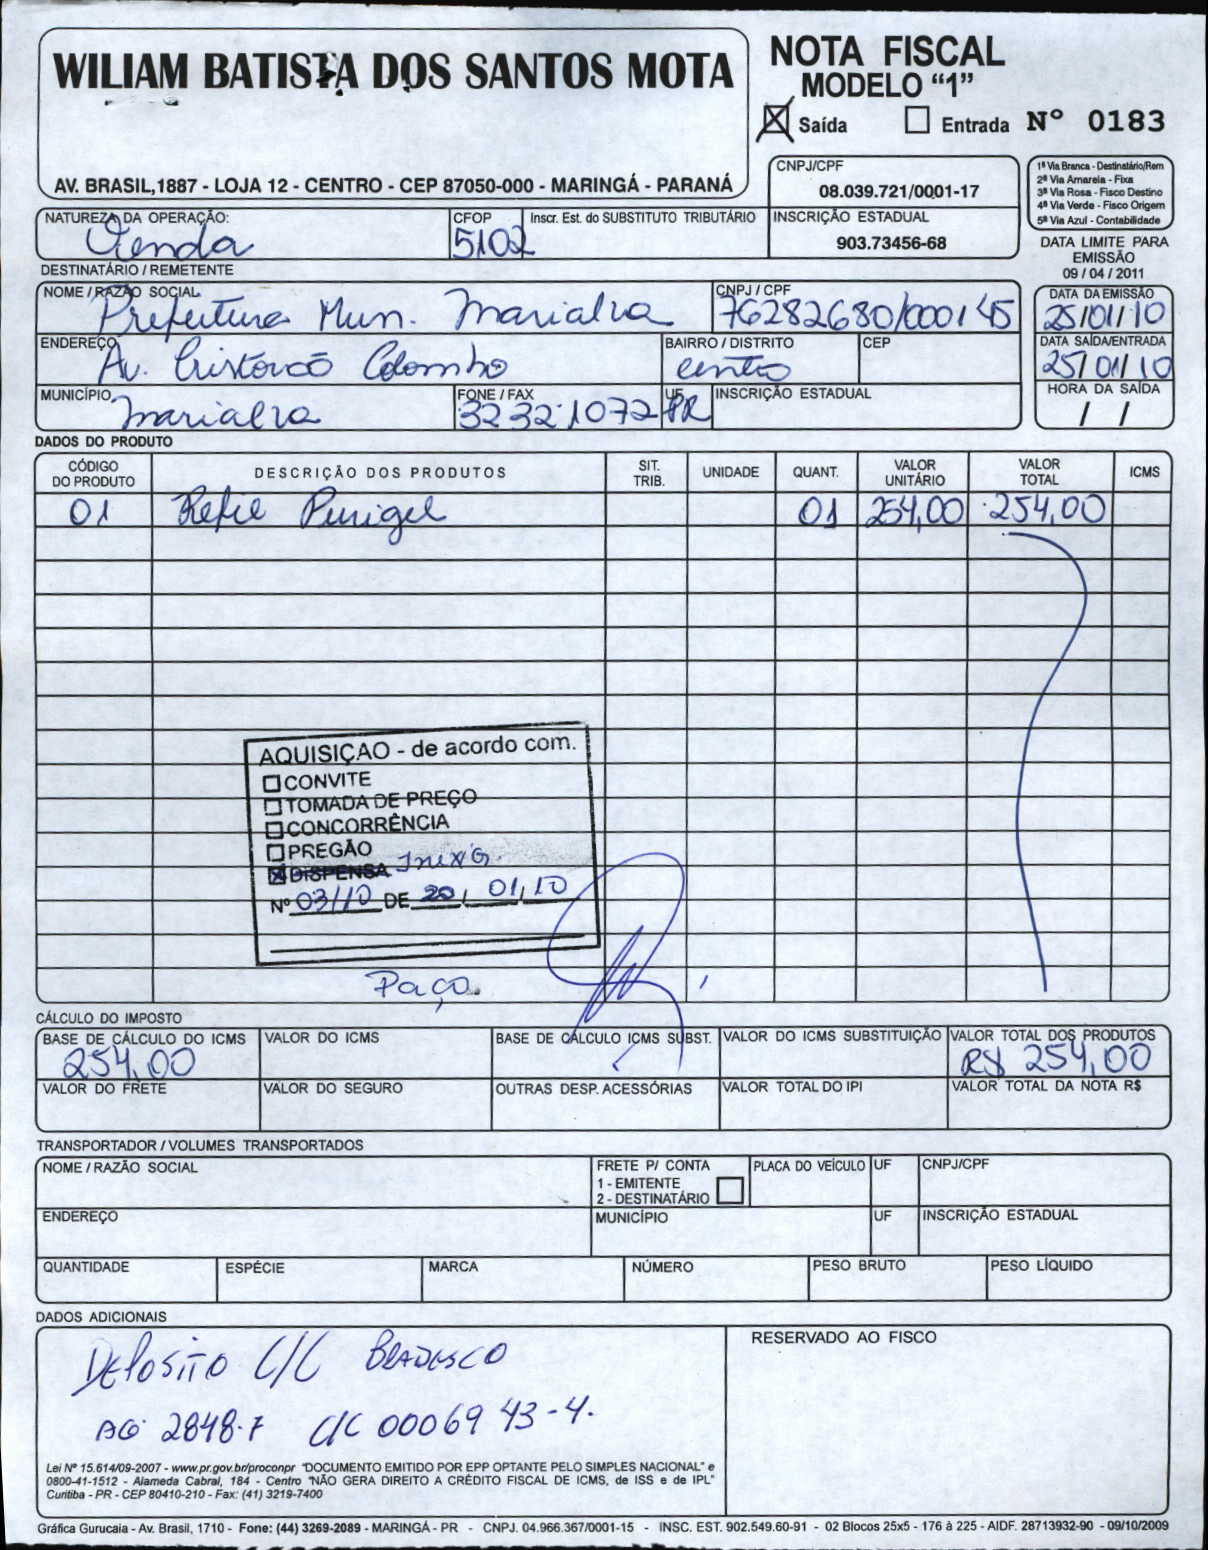 WILIAM BATISTA DOS SANTOS MOTA
AV. BRASIL,1887 - LOJA 12 - CENTRO - CEP 87050-000 - MARINGÁ - PARANÁ
NOTA FISCAL
MODELO “1”
Saída Entrada Nº 0183
CNPJ/CPF
08.039.721/0001-17
1ª Via Branca - Destinatário/Rem
2ª Via Amarela - Fixa
3ª Via Rosa - Fisco Destino
4ª Via Verde - Fisco Origem
5ª Via Azul - Contabilidade
NATUREZA DA OPERAÇÃO: CFOP Inscr. Est. do SUBSTITUTO TRIBUTÁRIO INSCRIÇÃO ESTADUAL
Venda 5102 903.73456-68
DATA LIMITE PARA
EMISSÃO
09 / 04 / 2011
DESTINATÁRIO / REMETENTE
NOME / RAZÃO SOCIAL CNPJ / CPF DATA DA EMISSÃO
Prefeitura Mun. Marialva 76282680/0001 45 25/01/10
ENDEREÇO BAIRRO / DISTRITO CEP DATA SAÍDA/ENTRADA
Av. Cristovão Colombo centro 25/01/10
MUNICÍPIO FONE / FAX UF INSCRIÇÃO ESTADUAL HORA DA SAÍDA
Marialva 3232.1072 PR / /
DADOS DO PRODUTO
CÓDIGO DO PRODUTO DESCRIÇÃO DOS PRODUTOS SIT. TRIB. UNIDADE QUANT. VALOR UNITÁRIO VALOR TOTAL ICMS
01 Refil Purigel 01 254,00 254,00
AQUISIÇAO - de acordo com.
CONVITE
TOMADA DE PREÇO
CONCORRÊNCIA
PREGÃO
DISPENSA Inexig.
Nº 03/10 DE 20/ 01/10
Paço.
CÁLCULO DO IMPOSTO
BASE DE CÁLCULO DO ICMS VALOR DO ICMS BASE DE CÁLCULO ICMS SUBST. VALOR DO ICMS SUBSTITUIÇÃO VALOR TOTAL DOS PRODUTOS
254,00 R$ 254,00
VALOR DO FRETE VALOR DO SEGURO OUTRAS DESP. ACESSÓRIAS VALOR TOTAL DO IPI VALOR TOTAL DA NOTA R$
TRANSPORTADOR / VOLUMES TRANSPORTADOS
NOME / RAZÃO SOCIAL FRETE P/ CONTA PLACA DO VEÍCULO UF CNPJ/CPF
1 - EMITENTE
2 - DESTINATÁRIO
ENDEREÇO MUNICÍPIO UF INSCRIÇÃO ESTADUAL
QUANTIDADE ESPÉCIE MARCA NÚMERO PESO BRUTO PESO LÍQUIDO
DADOS ADICIONAIS
RESERVADO AO FISCO
DEPOSITO C/C BRADESCO
AG 2848-7 C/C 0006943-4.
Lei Nº 15.614/09-2007 - www.pr.gov.br/proconpr "DOCUMENTO EMITIDO POR EPP OPTANTE PELO SIMPLES NACIONAL" e
0800-41-1512 - Alameda Cabral, 184 - Centro "NÃO GERA DIREITO A CRÉDITO FISCAL DE ICMS, de ISS e de IPL"
Curitiba - PR - CEP 80410-210 - Fax: (41) 3219-7400
Gráfica Gurucaia - Av. Brasil, 1710 - Fone: (44) 3269-2089 - MARINGÁ - PR - CNPJ. 04.966.367/0001-15 - INSC. EST. 902.549.60-91 - 02 Blocos 25x5 - 176 à 225 - AIDF. 28713932-90 - 09/10/2009